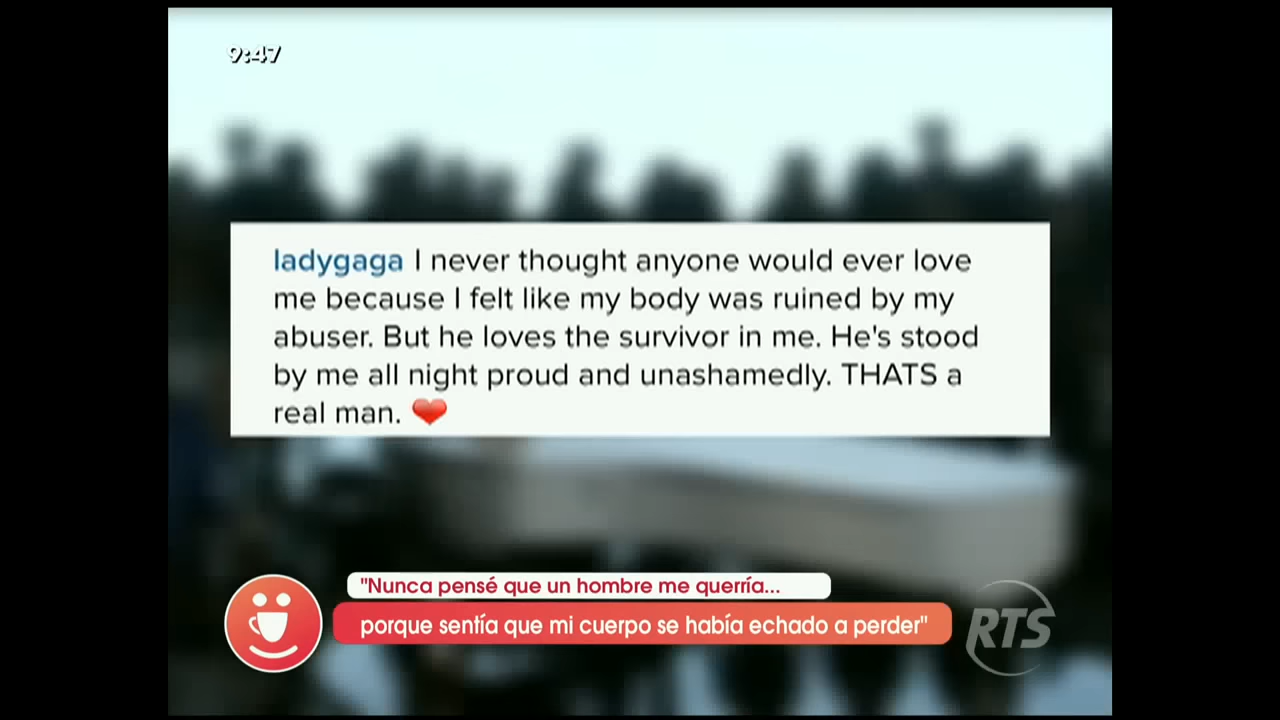 9:47
ladygaga I never thought anyone would ever love
me because I felt like my body was ruined by my
abuser. But he loves the survivor in me. He's stood
by me all night proud and unashamedly. THATS a
real man. ❤
"Nunca pensé que un hombre me querría...
porque sentía que mi cuerpo se había echado a perder"
RTS